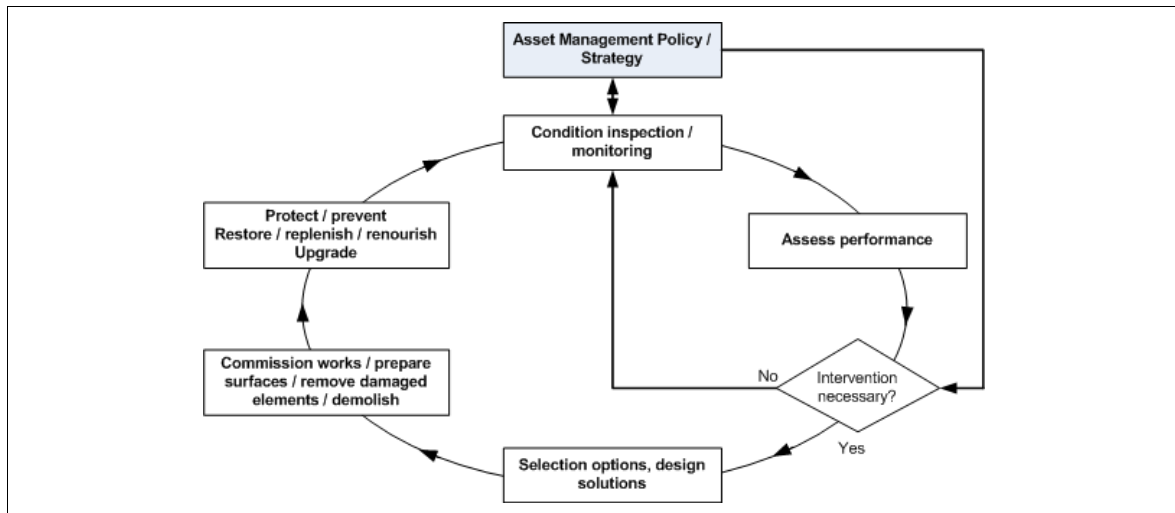 Asset Management Policy /
Strategy
Condition inspection /
monitoring
Protect / prevent
Restore / replenish / renourish
Upgrade
Assess performance
Commission works / prepare
surfaces / remove damaged
elements / demolish
No
Intervention
necessary?
Yes
Selection options, design
solutions